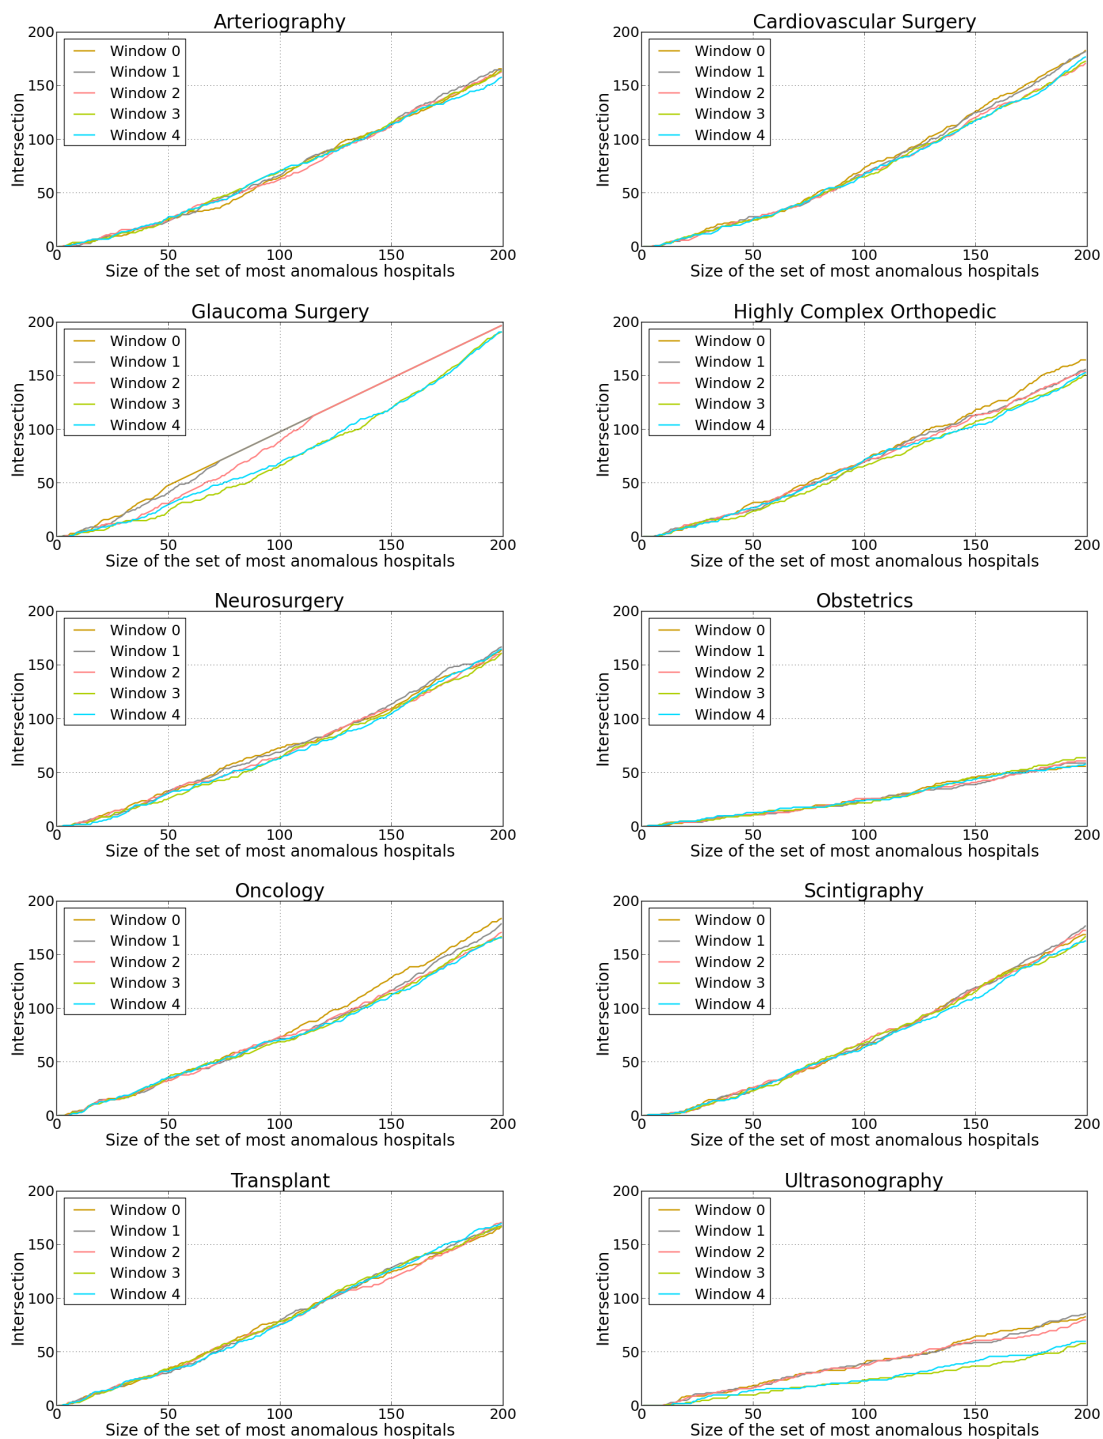 Arteriography
200
150
100
50
0
Intersection
Window 0
Window 1
Window 2
Window 3
Window 4
0 50 100 150 200
Size of the set of most anomalous hospitals
Cardiovascular Surgery
200
150
100
50
0
Intersection
Window 0
Window 1
Window 2
Window 3
Window 4
0 50 100 150 200
Size of the set of most anomalous hospitals
Glaucoma Surgery
200
150
100
50
0
Intersection
Window 0
Window 1
Window 2
Window 3
Window 4
0 50 100 150 200
Size of the set of most anomalous hospitals
Highly Complex Orthopedic
200
150
100
50
0
Intersection
Window 0
Window 1
Window 2
Window 3
Window 4
0 50 100 150 200
Size of the set of most anomalous hospitals
Neurosurgery
200
150
100
50
0
Intersection
Window 0
Window 1
Window 2
Window 3
Window 4
0 50 100 150 200
Size of the set of most anomalous hospitals
Obstetrics
200
150
100
50
0
Intersection
Window 0
Window 1
Window 2
Window 3
Window 4
0 50 100 150 200
Size of the set of most anomalous hospitals
Oncology
200
150
100
50
0
Intersection
Window 0
Window 1
Window 2
Window 3
Window 4
0 50 100 150 200
Size of the set of most anomalous hospitals
Scintigraphy
200
150
100
50
0
Intersection
Window 0
Window 1
Window 2
Window 3
Window 4
0 50 100 150 200
Size of the set of most anomalous hospitals
Transplant
200
150
100
50
0
Intersection
Window 0
Window 1
Window 2
Window 3
Window 4
0 50 100 150 200
Size of the set of most anomalous hospitals
Ultrasonography
200
150
100
50
0
Intersection
Window 0
Window 1
Window 2
Window 3
Window 4
0 50 100 150 200
Size of the set of most anomalous hospitals